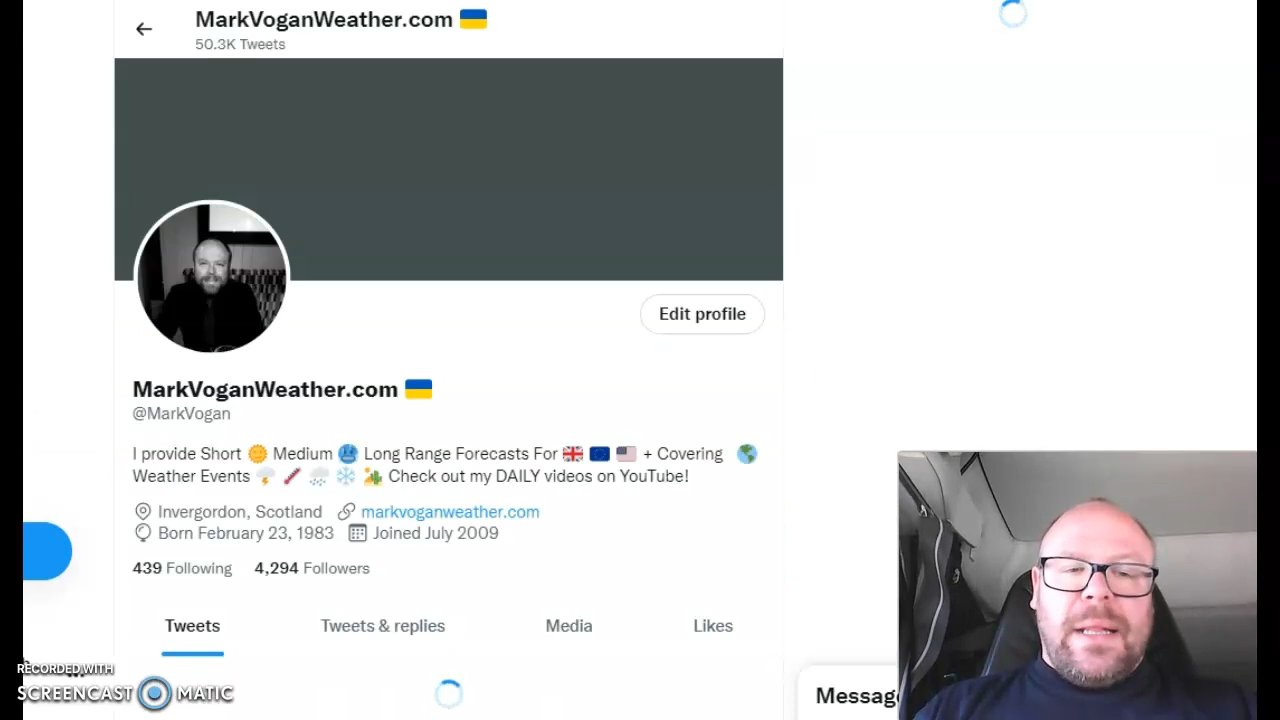 MarkVoganWeather.com
50.3K Tweets
Edit profile
MarkVoganWeather.com
@MarkVogan
I provide Short Medium Long Range Forecasts For + Covering
Weather Events Check out my DAILY videos on YouTube!
Invergordon, Scotland markvoganweather.com
Born February 23, 1983 Joined July 2009
439 Following 4,294 Followers
Tweets Tweets & replies Media Likes
RECORDED WITH
SCREENCAST MATIC
Message